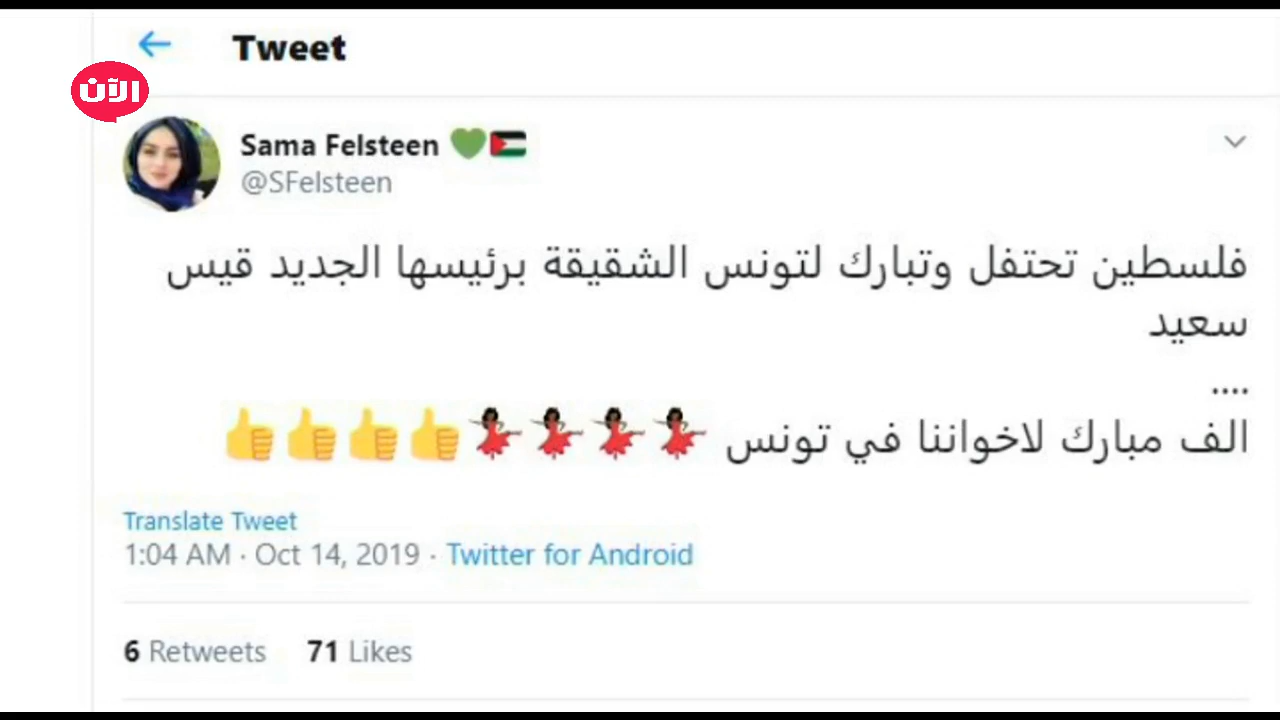 Tweet
الآن
Sama Felsteen 💚🇵🇸
@SFelsteen
فلسطين تحتفل وتبارك لتونس الشقيقة برئيسها الجديد قيس
سعيد
....
الف مبارك لاخواننا في تونس 💃🏿💃🏿💃🏿💃🏿👍👍👍👍
Translate Tweet
1:04 AM · Oct 14, 2019 · Twitter for Android
6 Retweets 71 Likes